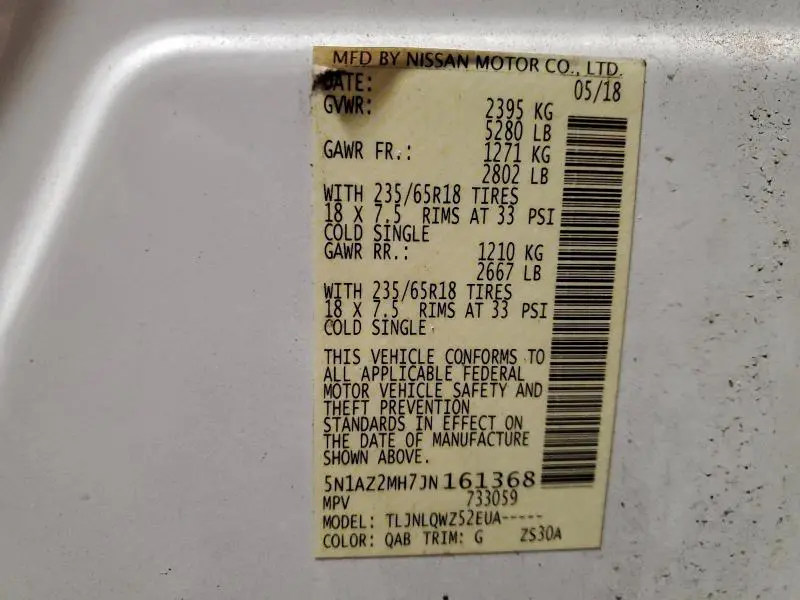 MFD BY NISSAN MOTOR CO., LTD.
DATE: 05/18
GVWR: 2395 KG
5280 LB
GAWR FR.: 1271 KG
2802 LB
WITH 235/65R18 TIRES
18 X 7.5 RIMS AT 33 PSI
COLD SINGLE
GAWR RR.: 1210 KG
2667 LB
WITH 235/65R18 TIRES
18 X 7.5 RIMS AT 33 PSI
COLD SINGLE
THIS VEHICLE CONFORMS TO
ALL APPLICABLE FEDERAL
MOTOR VEHICLE SAFETY AND
THEFT PREVENTION
STANDARDS IN EFFECT ON
THE DATE OF MANUFACTURE
SHOWN ABOVE.
5N1AZ2MH7JN161368
MPV 733059
MODEL: TLJNLQWZ52EUA-----
COLOR: QAB TRIM: G ZS30A